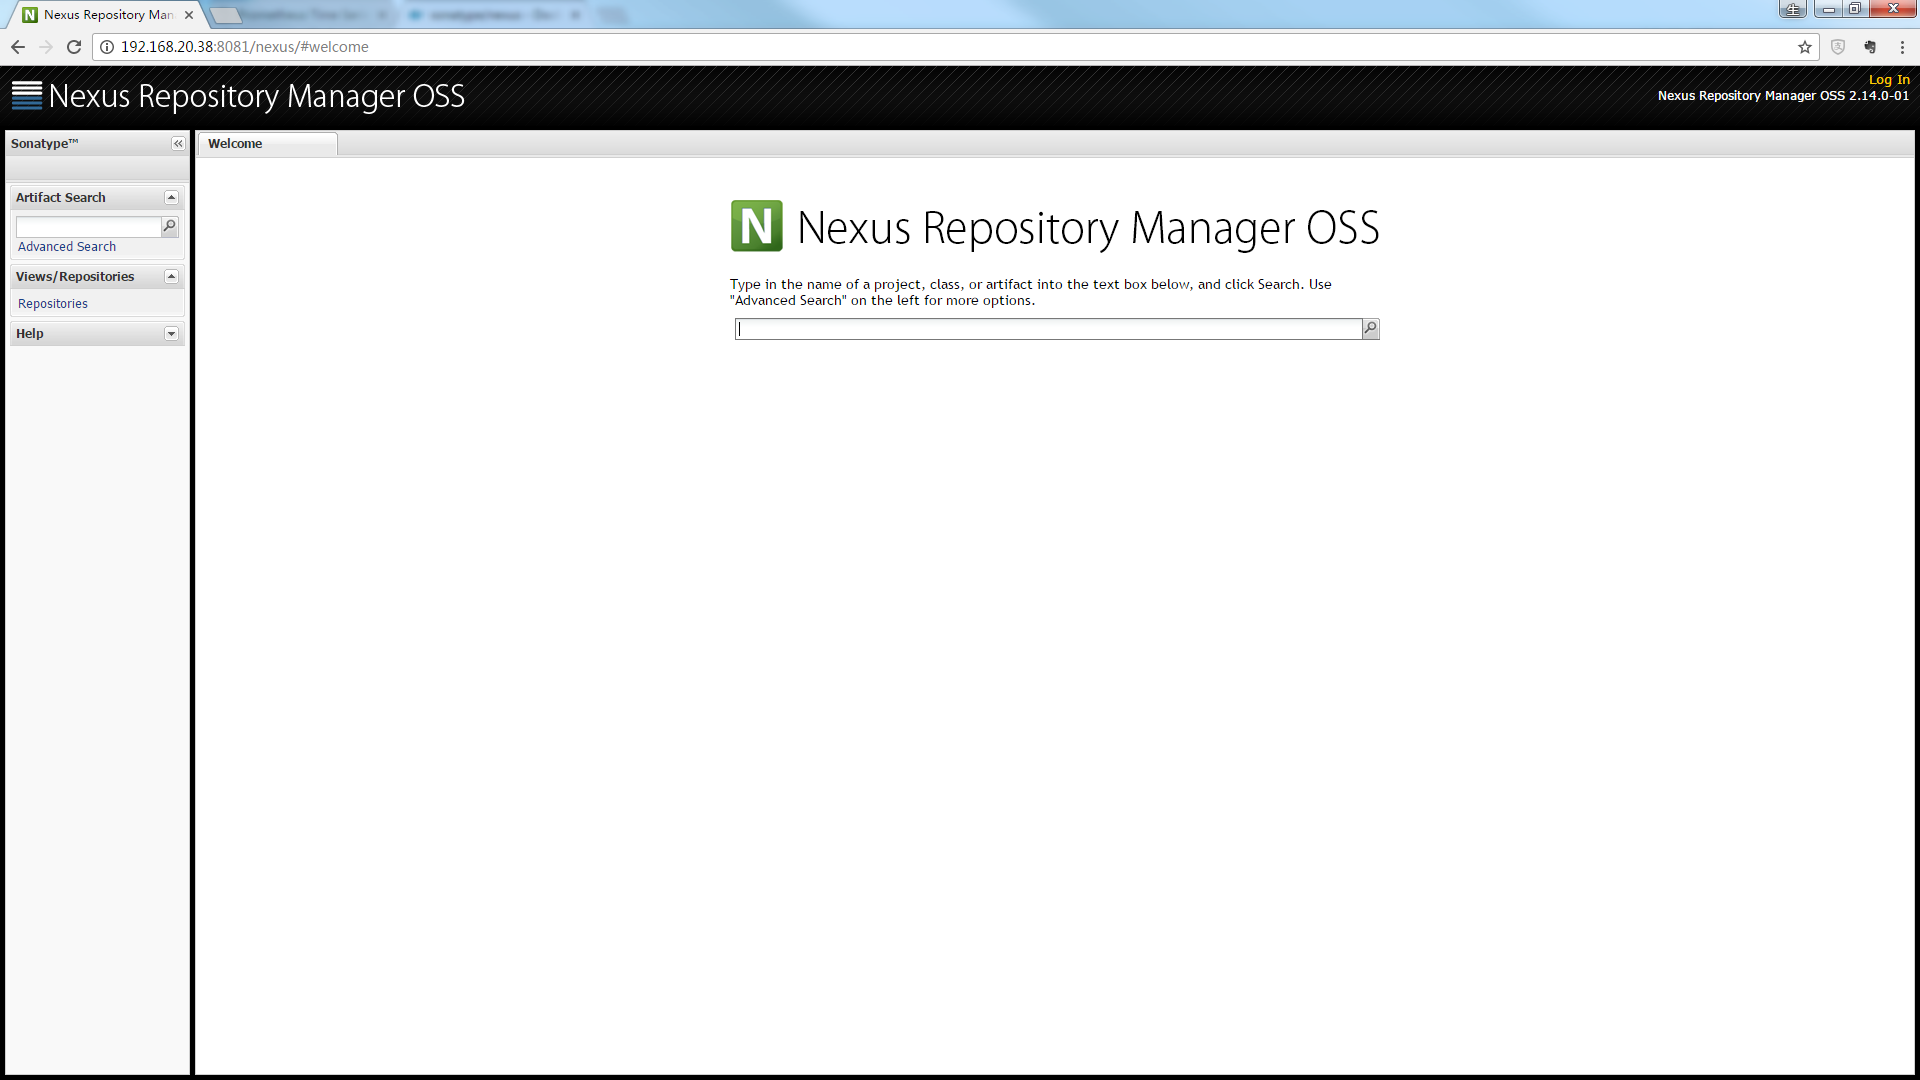 Nexus Repository Man
192.168.20.38:8081/nexus/#welcome
Nexus Repository Manager OSS
Log In
Nexus Repository Manager OSS 2.14.0-01
Sonatype™
Welcome
Artifact Search
Advanced Search
Views/Repositories
Repositories
Help
N Nexus Repository Manager OSS
Type in the name of a project, class, or artifact into the text box below, and click Search. Use
"Advanced Search" on the left for more options.